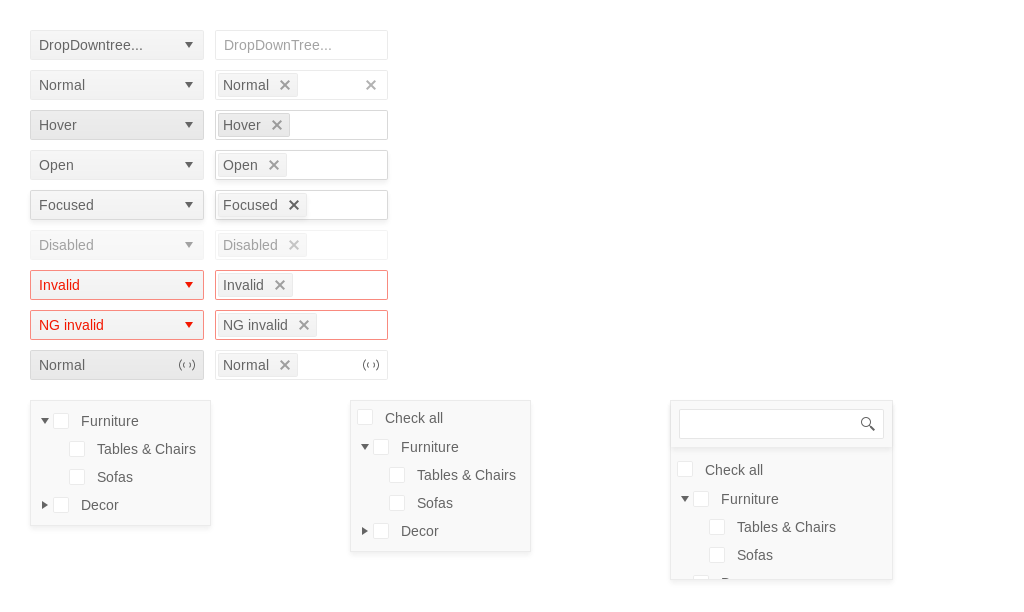 DropDowntree... DropDownTree...
Normal Normal
Hover Hover
Open Open
Focused Focused
Disabled Disabled
Invalid Invalid
NG invalid NG invalid
Normal Normal
Furniture
Tables & Chairs
Sofas
Decor
Check all
Furniture
Tables & Chairs
Sofas
Decor
Check all
Furniture
Tables & Chairs
Sofas